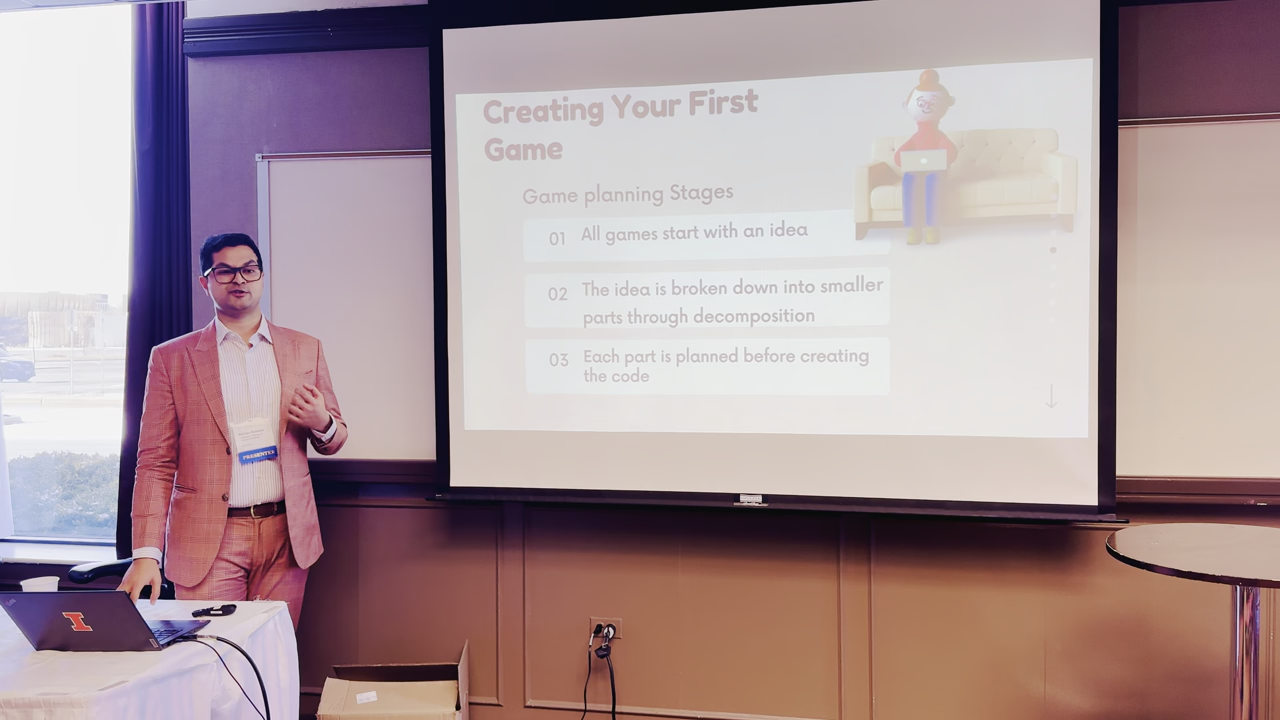 Creating Your First
Game
Game planning Stages
01 All games start with an idea
02 The idea is broken down into smaller
parts through decomposition
03 Each part is planned before creating
the code
PRESENTER
I